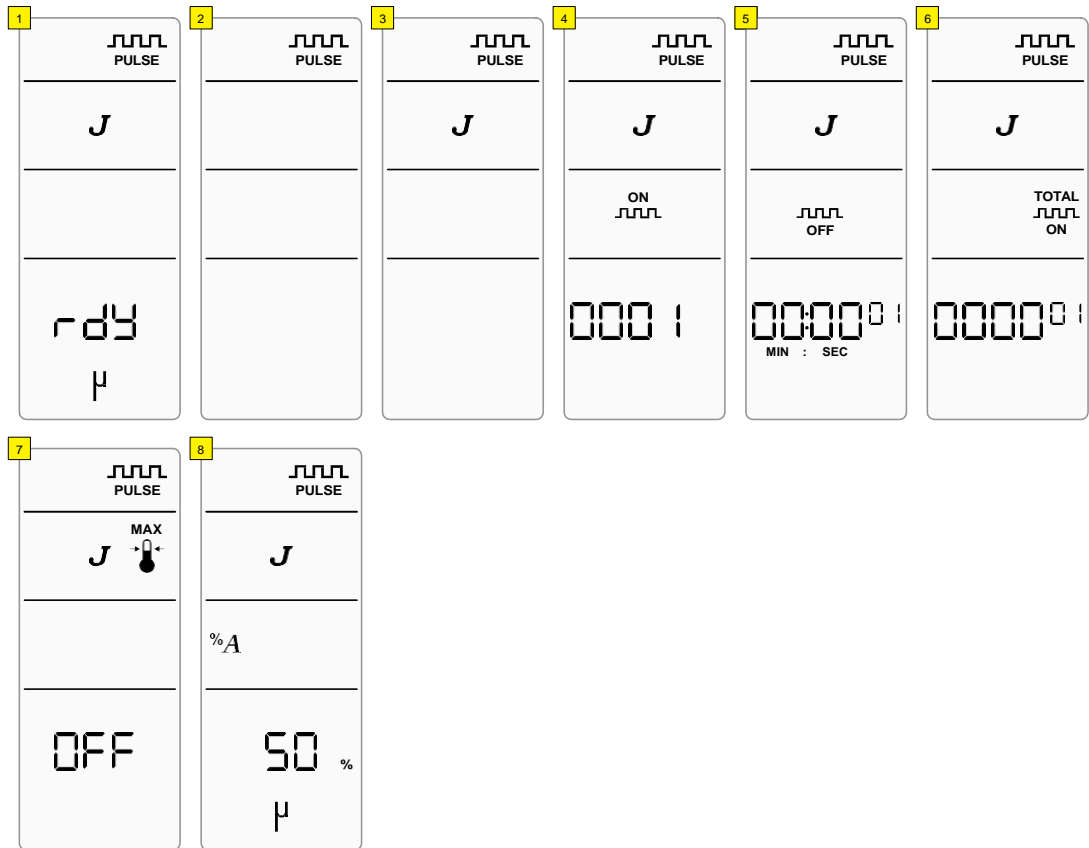 1
PULSE
J
rdY
µ
2
PULSE
3
PULSE
J
4
PULSE
J
ON
0001
5
PULSE
J
OFF
00:00 01
MIN : SEC
6
PULSE
J
TOTAL
ON
0000 01
7
PULSE
MAX
J
OFF
8
PULSE
J
%A
50 %
µ